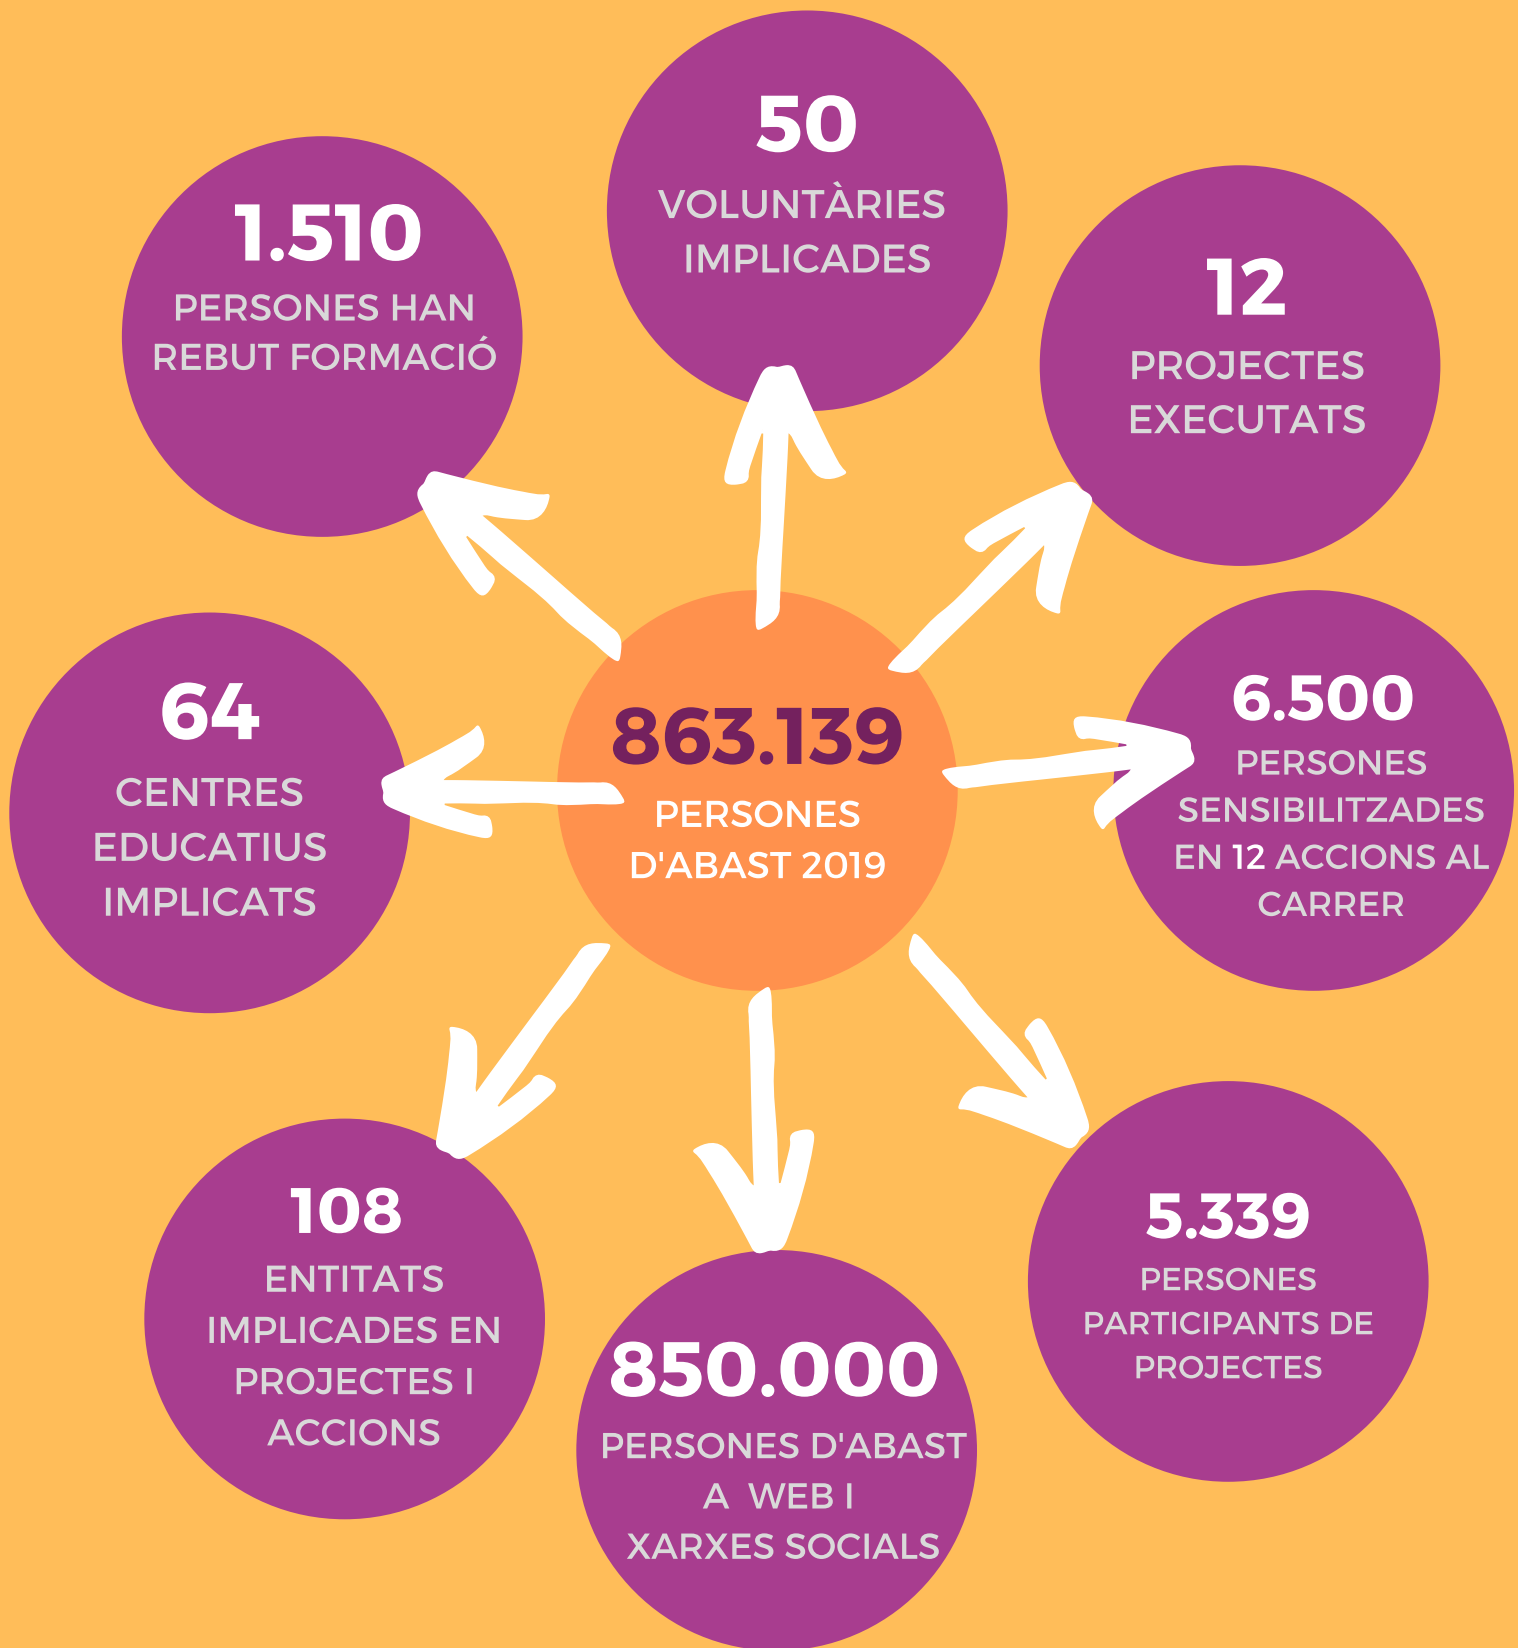 50
VOLUNTÀRIES
IMPLICADES
1.510
PERSONES HAN
REBUT FORMACIÓ
12
PROJECTES
EXECUTATS
64
CENTRES
EDUCATIUS
IMPLICATS
863.139
PERSONES
D'ABAST 2019
6.500
PERSONES
SENSIBILITZADES
EN 12 ACCIONS AL
CARRER
108
ENTITATS
IMPLICADES EN
PROJECTES I
ACCIONS
850.000
PERSONES D'ABAST
A WEB I
XARXES SOCIALS
5.339
PERSONES
PARTICIPANTS DE
PROJECTES